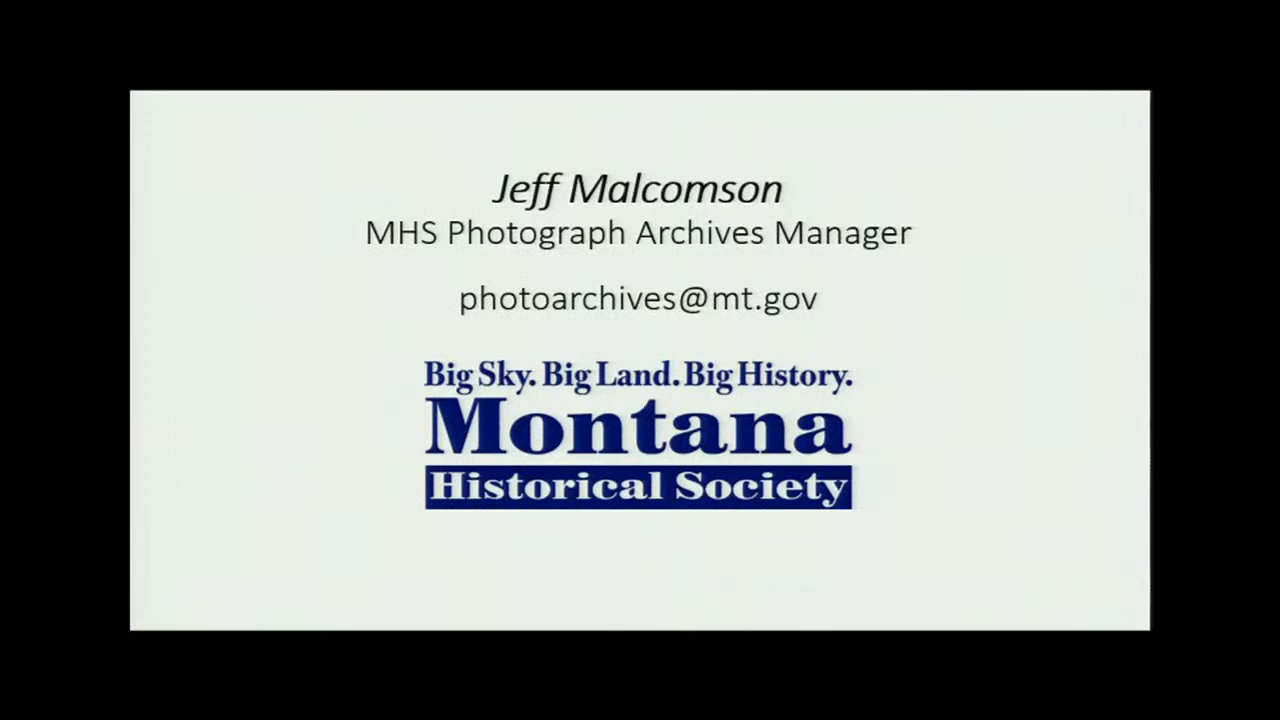 Jeff Malcomson
MHS Photograph Archives Manager
photoarchives@mt.gov
Big Sky. Big Land. Big History.
Montana
Historical Society